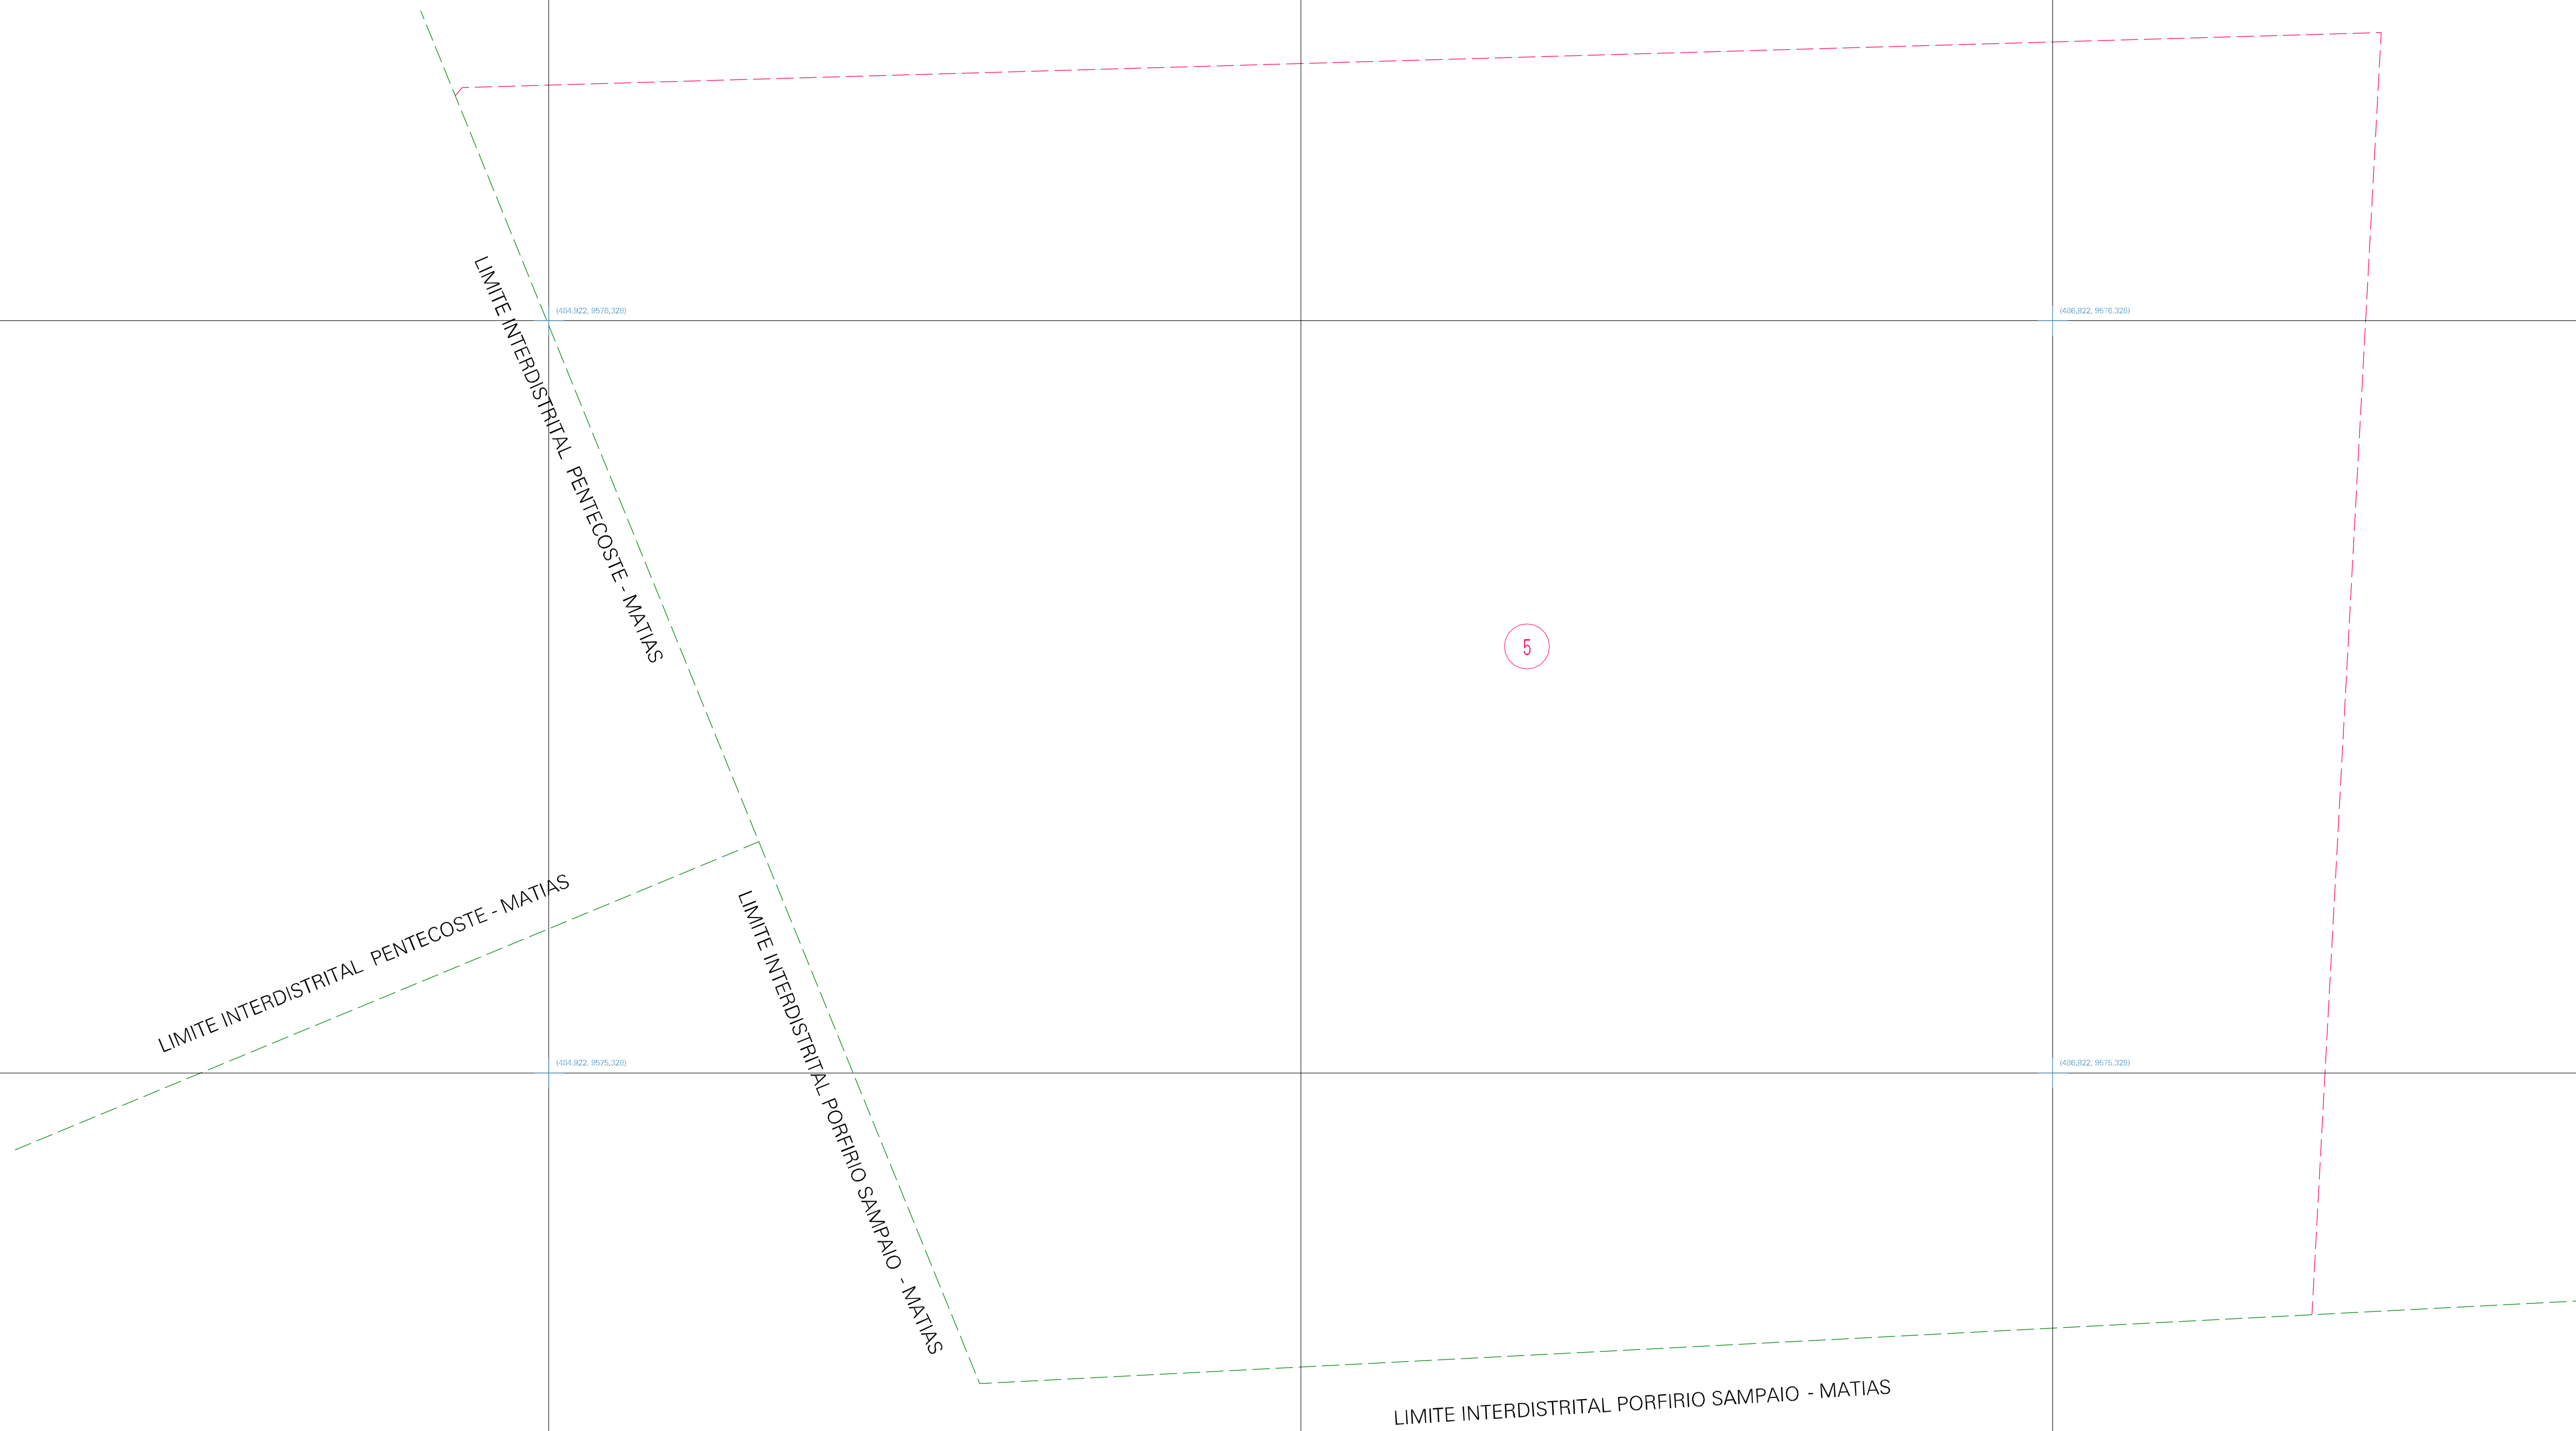 (484,922, 9576,328)
(486,922, 9576,328)
LIMITE INTERDISTRITAL PENTECOSTE - MATIAS
5
LIMITE INTERDISTRITAL PENTECOSTE - MATIAS
LIMITE INTERDISTRITAL PORFIRIO SAMPAIO - MATIAS
(484,922, 9575,328)
(486,922, 9575,328)
LIMITE INTERDISTRITAL PORFIRIO SAMPAIO - MATIAS